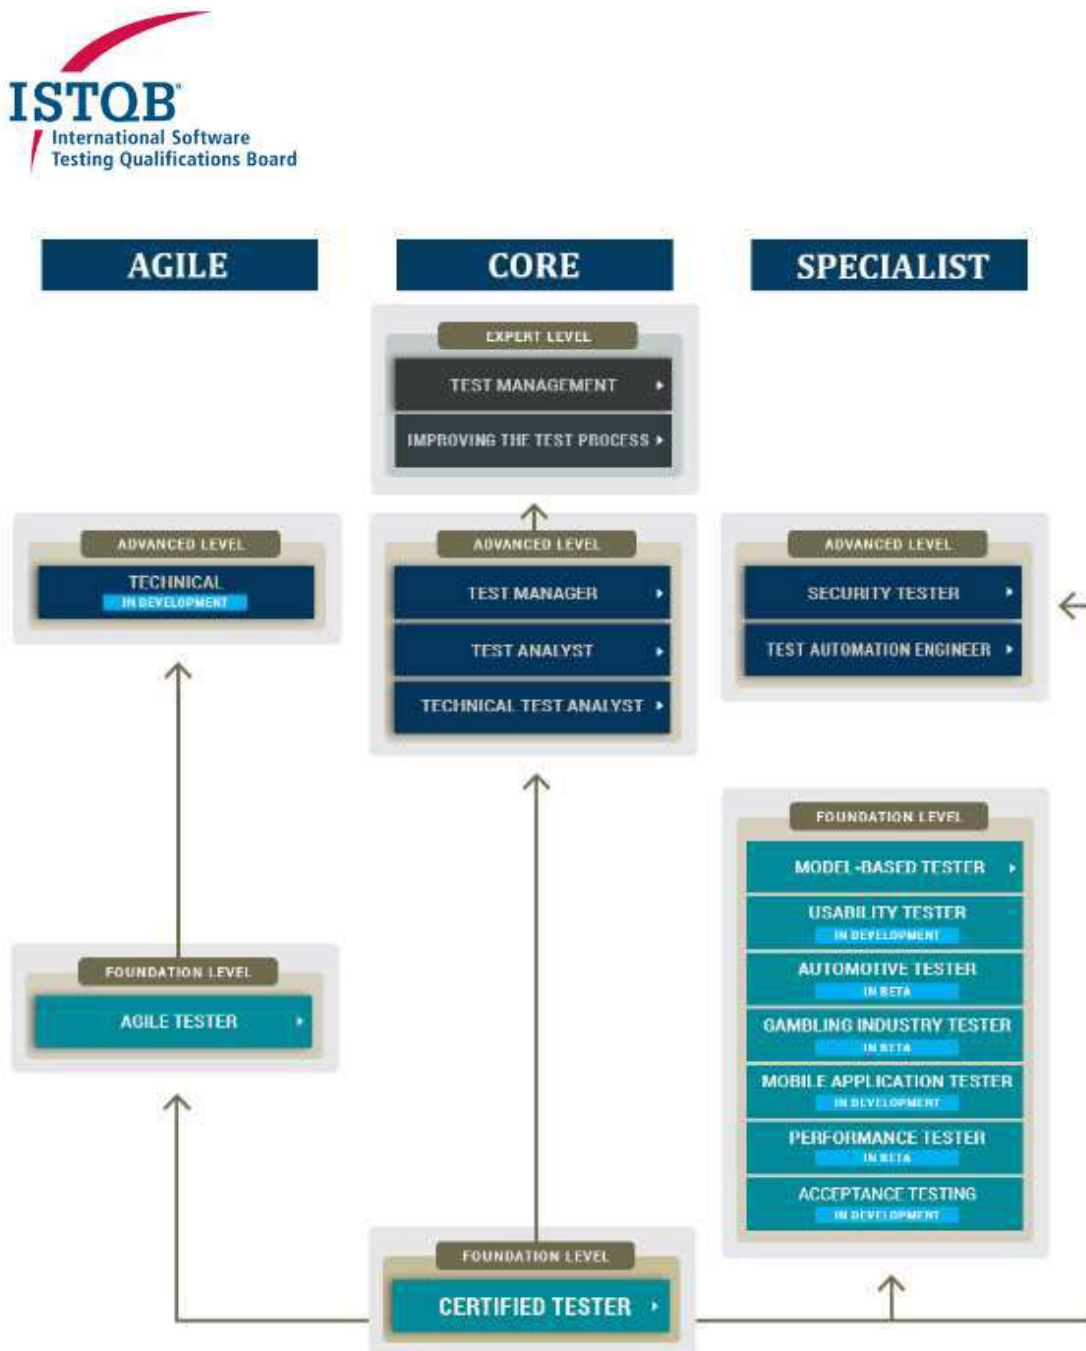 ISTQB®
International Software
Testing Qualifications Board
AGILE
CORE
SPECIALIST
EXPERT LEVEL
TEST MANAGEMENT
IMPROVING THE TEST PROCESS
ADVANCED LEVEL
TECHNICAL
IN DEVELOPMENT
ADVANCED LEVEL
TEST MANAGER
TEST ANALYST
TECHNICAL TEST ANALYST
ADVANCED LEVEL
SECURITY TESTER
TEST AUTOMATION ENGINEER
FOUNDATION LEVEL
AGILE TESTER
FOUNDATION LEVEL
MODEL-BASED TESTER
USABILITY TESTER
IN DEVELOPMENT
AUTOMOTIVE TESTER
IN BETA
GAMBLING INDUSTRY TESTER
IN BETA
MOBILE APPLICATION TESTER
IN DEVELOPMENT
PERFORMANCE TESTER
IN BETA
ACCEPTANCE TESTING
IN DEVELOPMENT
FOUNDATION LEVEL
CERTIFIED TESTER